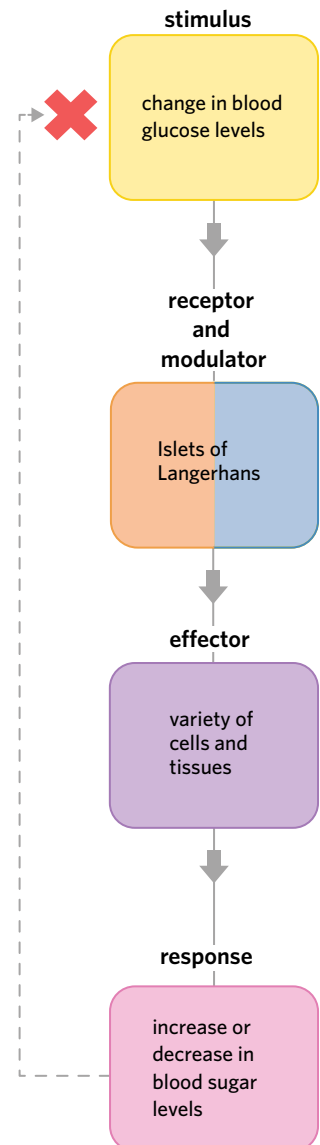 stimulus
change in blood
glucose levels
receptor
and
modulator
Islets of
Langerhans
effector
variety of
cells and
tissues
response
increase or
decrease in
blood sugar
levels